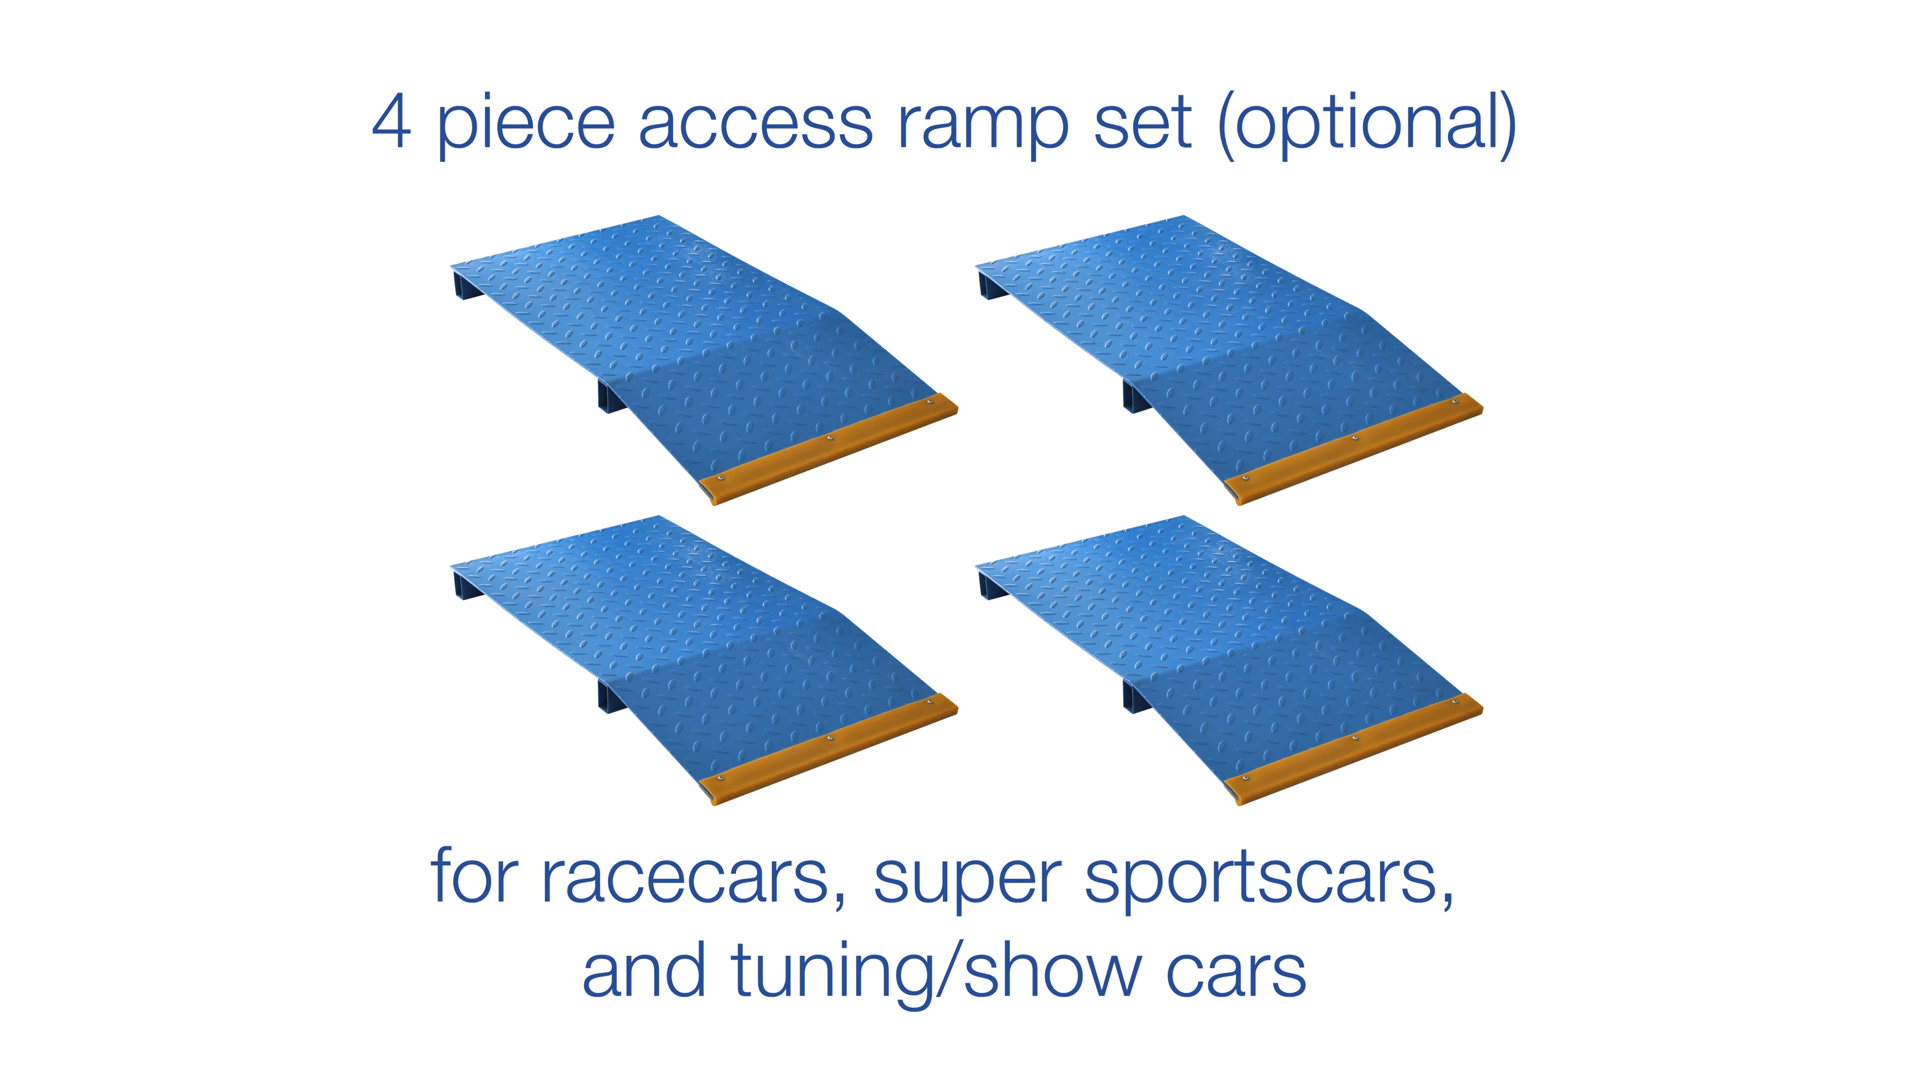 4 piece access ramp set (optional)
for racecars, super sportscars,
and tuning/show cars